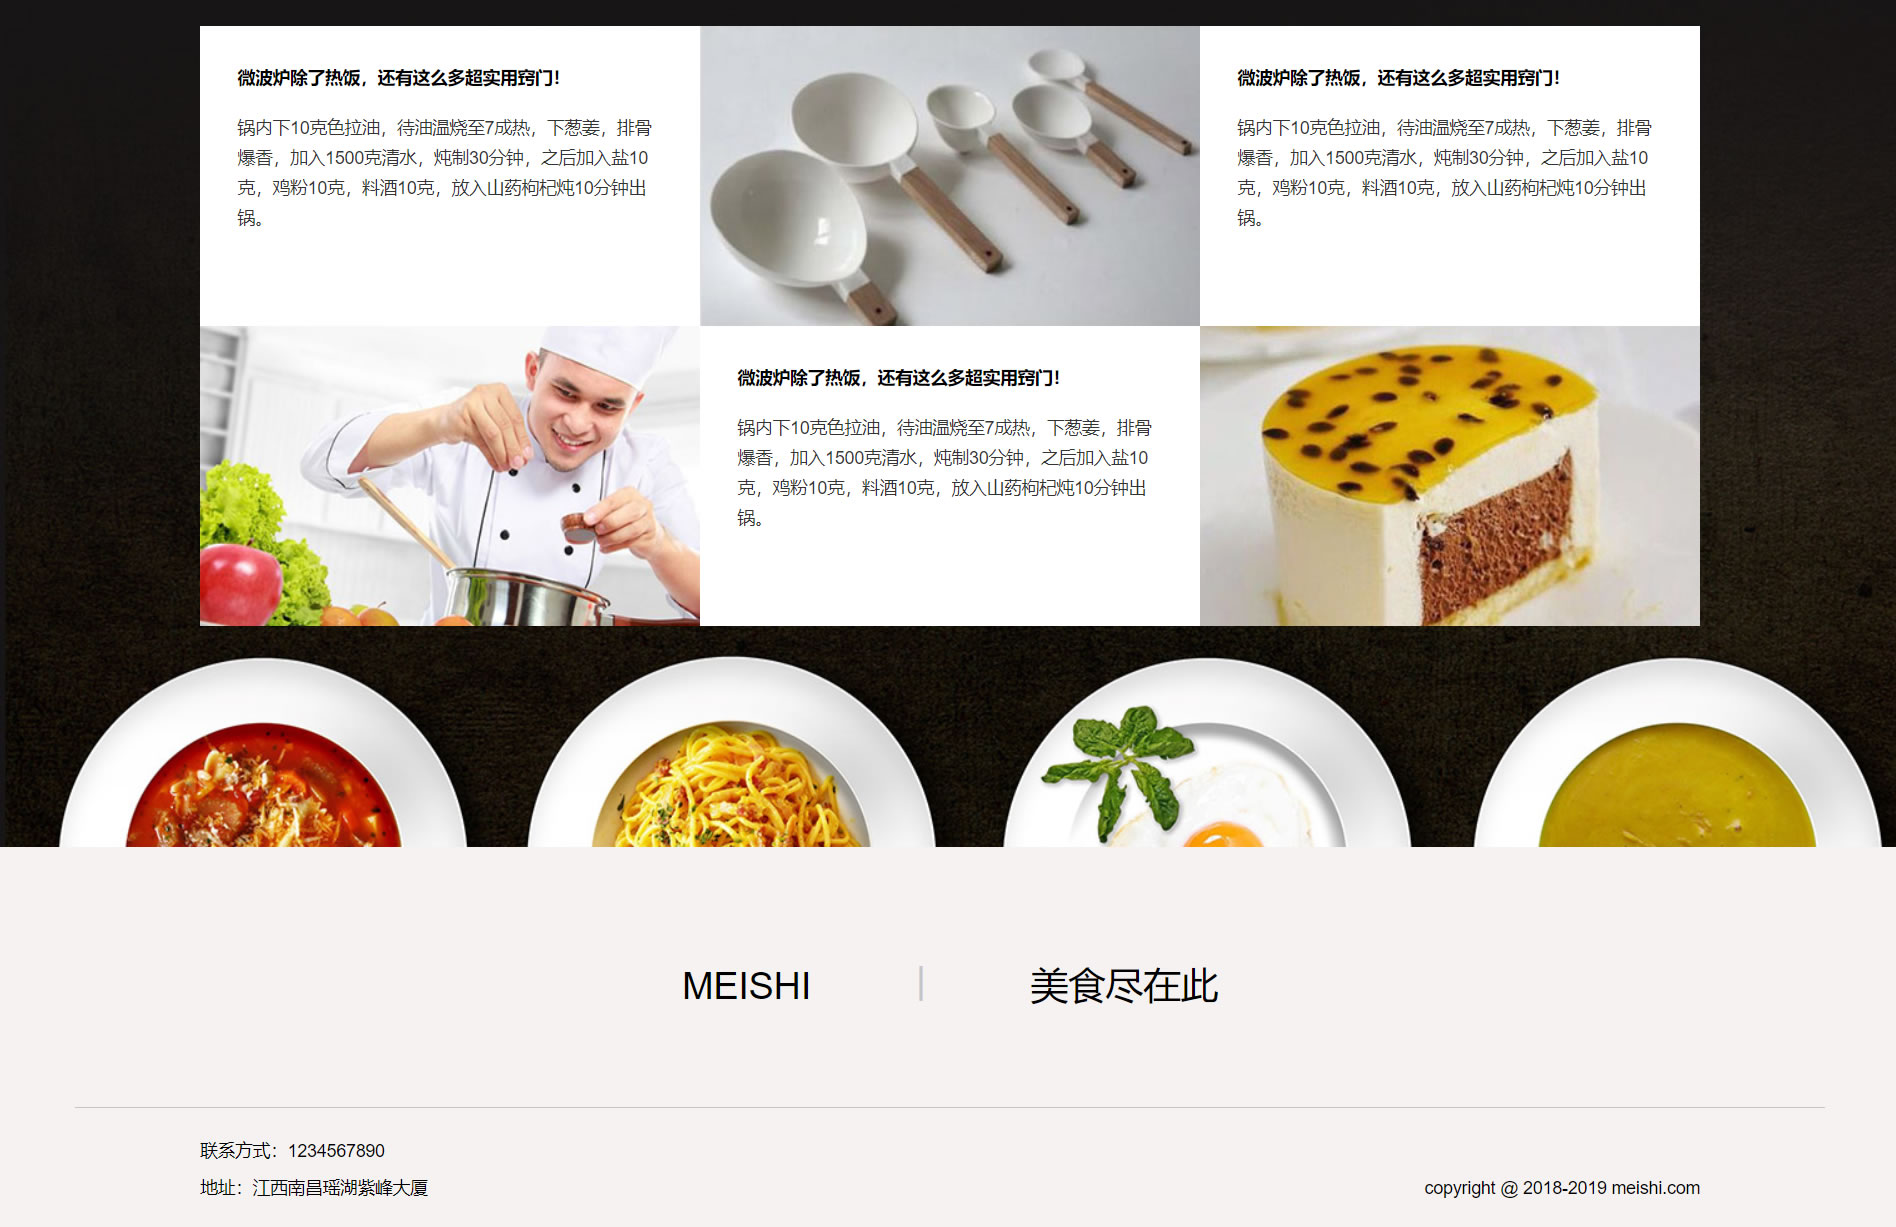 微波炉除了热饭，还有这么多超实用窍门！
锅内下10克色拉油，待油温烧至7成热，下葱姜，排骨
爆香，加入1500克清水，炖制30分钟，之后加入盐10
克，鸡粉10克，料酒10克，放入山药枸杞炖10分钟出
锅。
微波炉除了热饭，还有这么多超实用窍门！
锅内下10克色拉油，待油温烧至7成热，下葱姜，排骨
爆香，加入1500克清水，炖制30分钟，之后加入盐10
克，鸡粉10克，料酒10克，放入山药枸杞炖10分钟出
锅。
微波炉除了热饭，还有这么多超实用窍门！
锅内下10克色拉油，待油温烧至7成热，下葱姜，排骨
爆香，加入1500克清水，炖制30分钟，之后加入盐10
克，鸡粉10克，料酒10克，放入山药枸杞炖10分钟出
锅。
MEISHI | 美食尽在此
联系方式：1234567890
地址：江西南昌瑶湖紫峰大厦
copyright @ 2018-2019 meishi.com